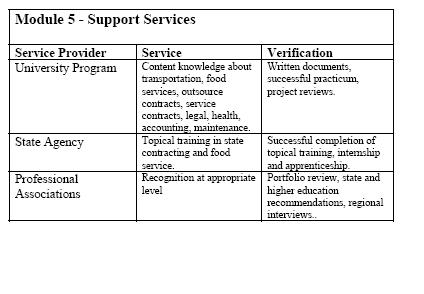 Module 5 - Support Services
Service Provider Service Verification
University Program Content knowledge about Written documents,
transportation, food successful practicum,
services, outsource project reviews.
contracts, service
contracts, legal, health,
accounting, maintenance.
State Agency Topical training in state Successful completion of
contracting and food topical training, internship
service. and apprenticeship.
Professional Recognition at appropriate Portfolio review, state and
Associations level higher education
recommendations, regional
interviews..